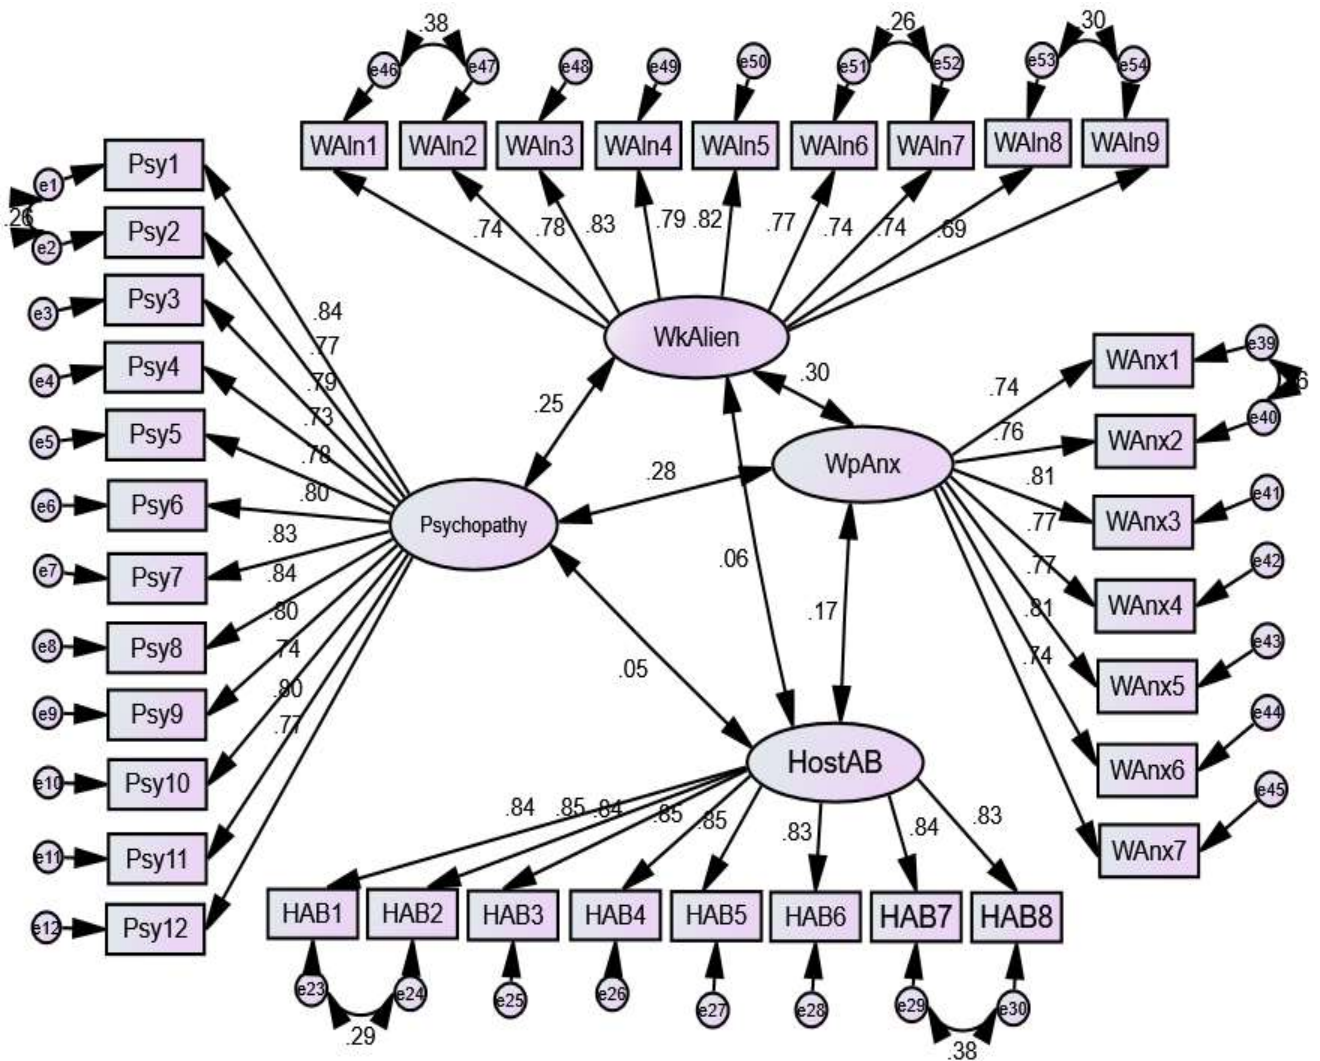 .38
.26
.30
e46
e47
e48
e49
e50
e51
e52
e53
e54
WAln1
WAln2
WAln3
WAln4
WAln5
WAln6
WAln7
WAln8
WAln9
.74
.78
.83
.79
.82
.77
.74
.74
.69
WkAlien
e1
e2
e3
e4
e5
e6
e7
e8
e9
e10
e11
e12
.26
Psy1
Psy2
Psy3
Psy4
Psy5
Psy6
Psy7
Psy8
Psy9
Psy10
Psy11
Psy12
.84
.77
.79
.73
.78
.80
.83
.84
.80
.74
.80
.77
Psychopathy
.25
.30
.28
.06
.17
.05
WpAnx
.74
.76
.81
.77
.77
.81
.74
WAnx1
WAnx2
WAnx3
WAnx4
WAnx5
WAnx6
WAnx7
e39
e40
e41
e42
e43
e44
e45
HostAB
.84
.85
.84
.85
.85
.83
.84
.83
HAB1
HAB2
HAB3
HAB4
HAB5
HAB6
HAB7
HAB8
e23
e24
e25
e26
e27
e28
e29
e30
.29
.38